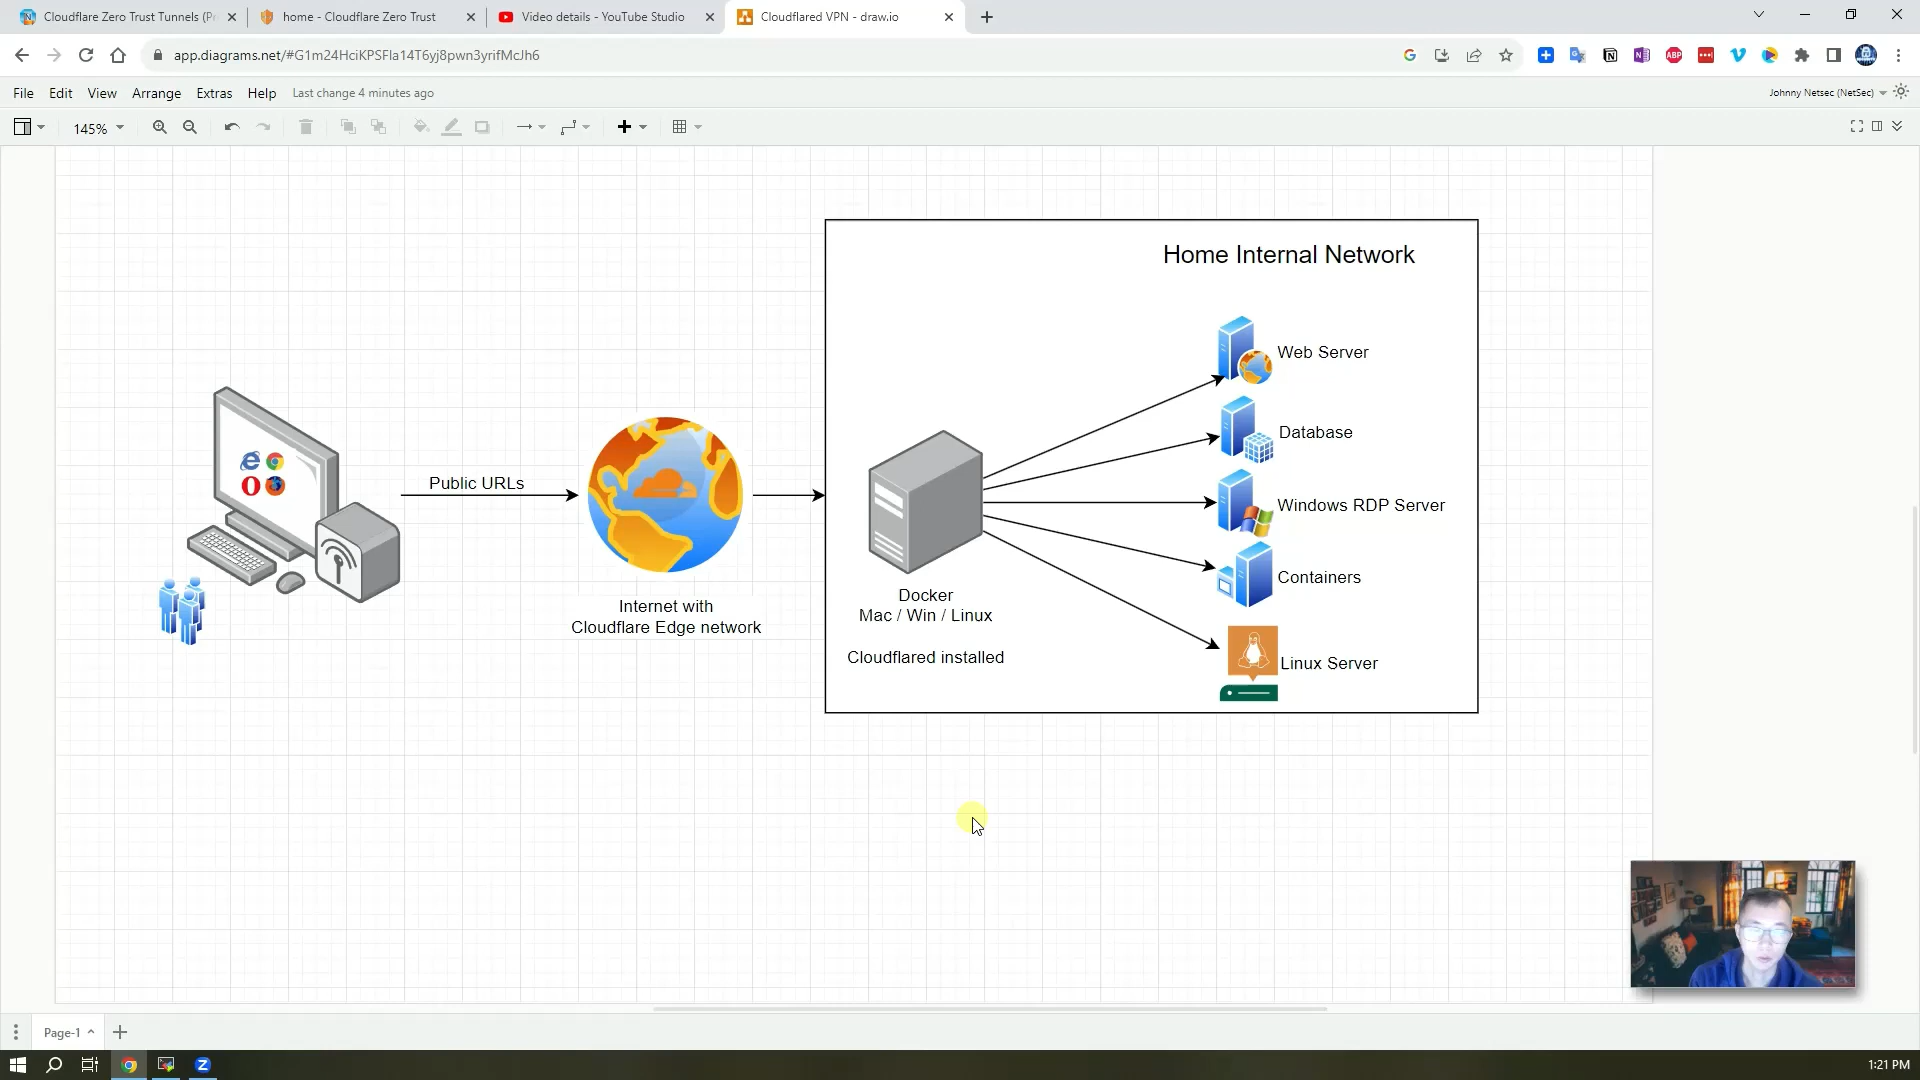 Cloudflare Zero Trust Tunnels (Pr
home - Cloudflare Zero Trust
Video details - YouTube Studio
Cloudflared VPN - draw.io
app.diagrams.net/#G1m24HciKPSFla14T6yj8pwn3yrifMcJh6
File
Edit
View
Arrange
Extras
Help
Last change 4 minutes ago
Johnny Netsec (NetSec)
145%
Home Internal Network
Web Server
Database
Public URLs
Windows RDP Server
Containers
Docker
Mac / Win / Linux
Internet with
Cloudflare Edge network
Cloudflared installed
Linux Server
Page-1
1:21 PM